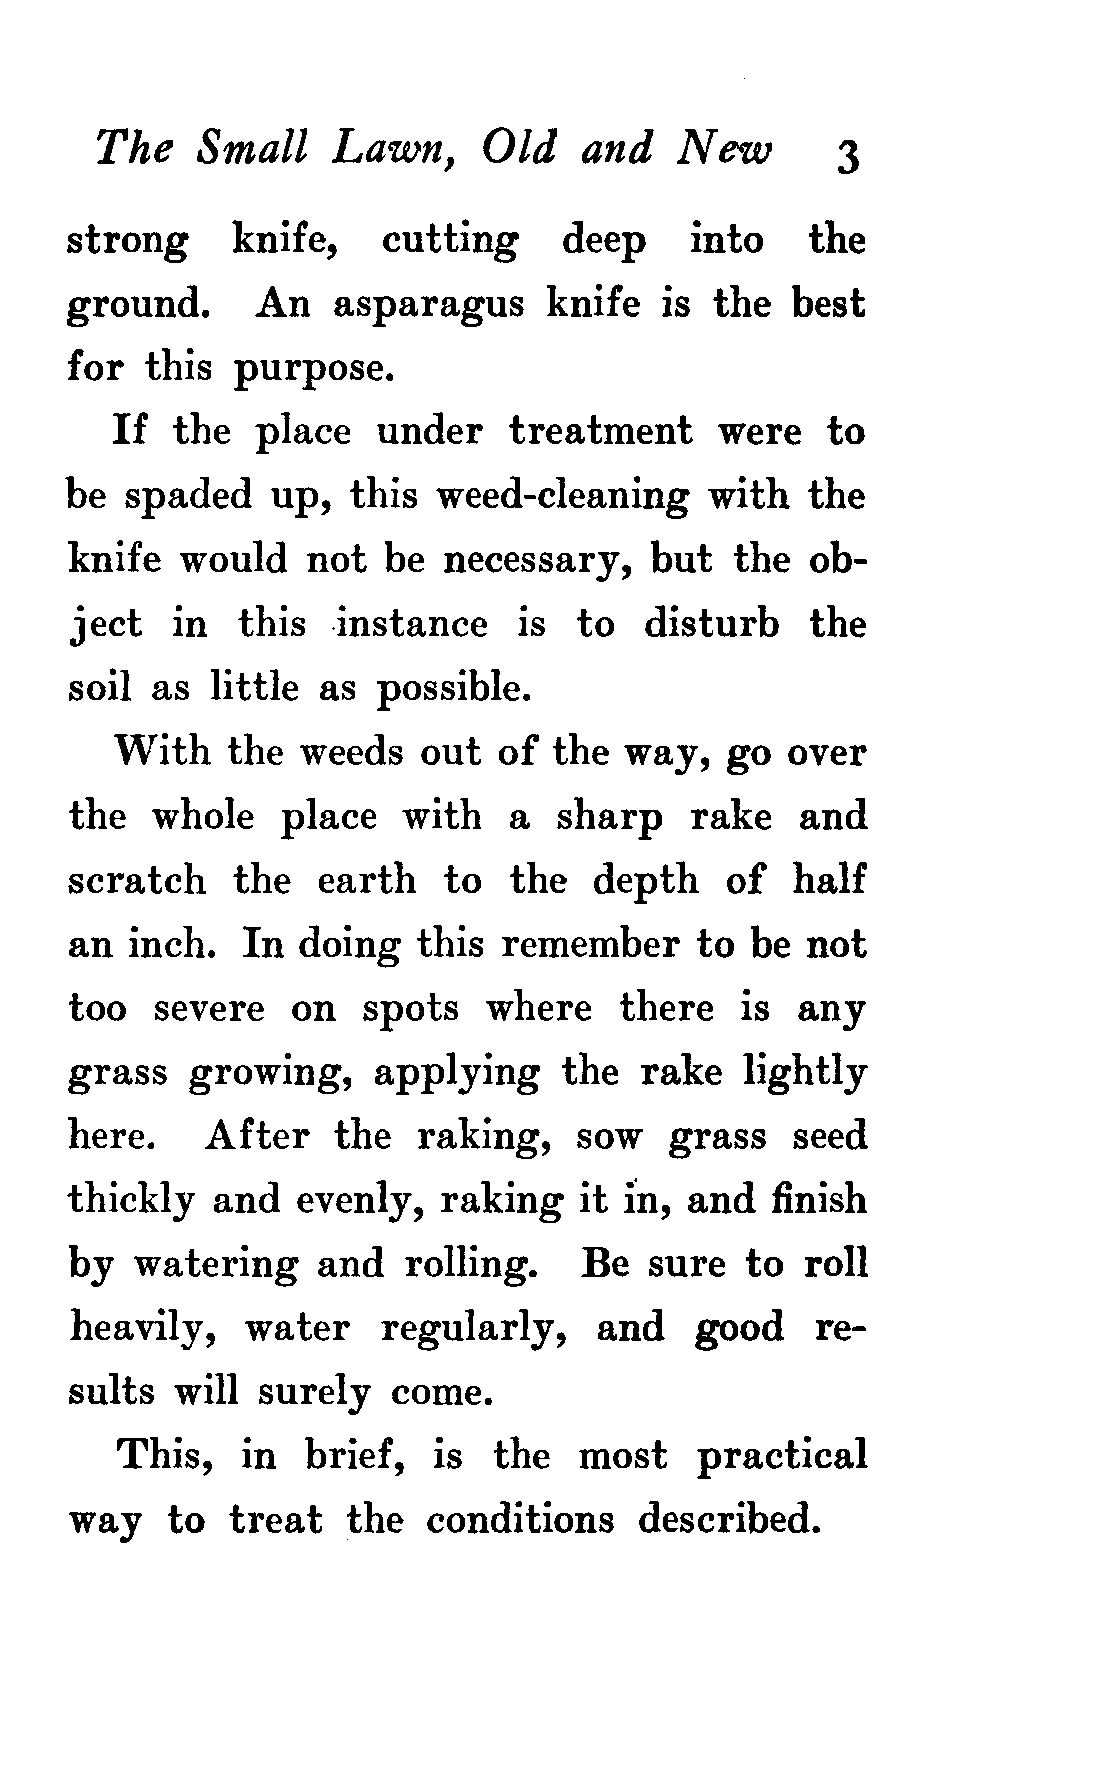 The Small Lawn, Old and New 3
strong knife, cutting deep into the
ground. An asparagus knife is the best
for this purpose.
If the place under treatment were to
be spaded up, this weed-cleaning with the
knife would not be necessary, but the ob-
ject in this instance is to disturb the
soil as little as possible.
With the weeds out of the way, go over
the whole place with a sharp rake and
scratch the earth to the depth of half
an inch. In doing this remember to be not
too severe on spots where there is any
grass growing, applying the rake lightly
here. After the raking, sow grass seed
thickly and evenly, raking it in, and finish
by watering and rolling. Be sure to roll
heavily, water regularly, and good re-
sults will surely come.
This, in brief, is the most practical
way to treat the conditions described.